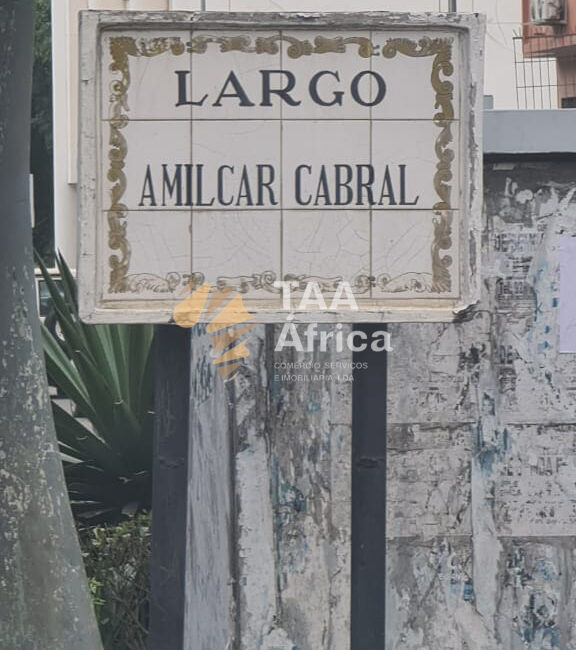 LARGO
AMILCAR CABRAL
TAA
África
COMÉRCIO SERVIÇOS
E IMOBILIÁRIA, LDA